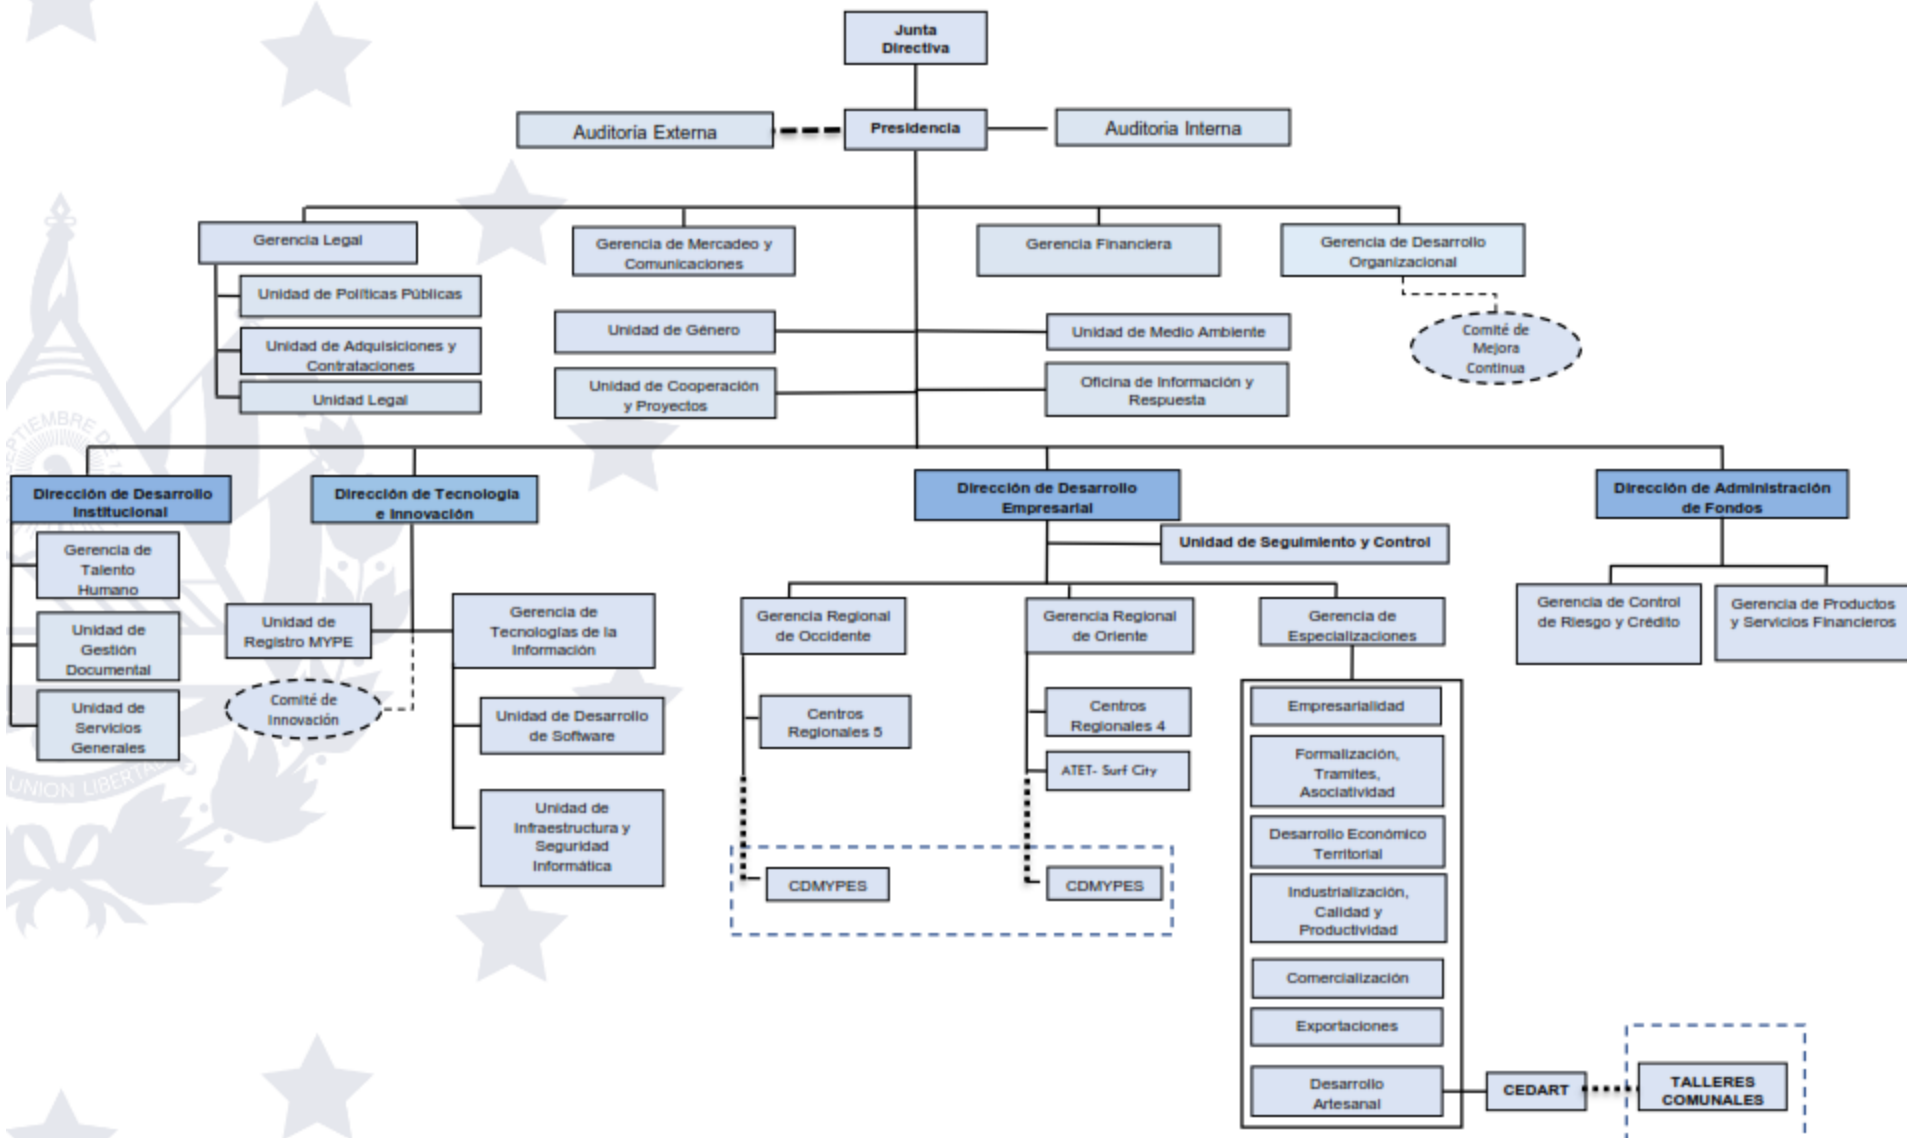 Junta
Directiva
Auditoría Externa
Presidencia
Auditoria Interna
Gerencia Legal
Gerencia de Mercadeo y
Comunicaciones
Gerencia Financiera
Gerencia de Desarrollo
Organizacional
Unidad de Políticas Públicas
Unidad de Adquisiciones y
Contrataciones
Unidad Legal
Unidad de Género
Unidad de Medio Ambiente
Unidad de Cooperación
y Proyectos
Oficina de Información y
Respuesta
Comité de
Mejora
Continua
Dirección de Desarrollo
Institucional
Dirección de Tecnología
e Innovación
Dirección de Desarrollo
Empresarial
Dirección de Administración
de Fondos
Gerencia de
Talento
Humano
Unidad de
Gestión
Documental
Unidad de
Servicios
Generales
Unidad de
Registro MYPE
Comité de
Innovación
Gerencia de
Tecnologías de la
Información
Unidad de Desarrollo
de Software
Unidad de
Infraestructura y
Seguridad
Informática
Unidad de Seguimiento y Control
Gerencia Regional
de Occidente
Centros
Regionales 5
CDMYPES
Gerencia Regional
de Oriente
Centros
Regionales 4
ATET- Surf City
CDMYPES
Gerencia de
Especializaciones
Empresarialidad
Formalización,
Tramites,
Asociatividad
Desarrollo Económico
Territorial
Industrialización,
Calidad y
Productividad
Comercialización
Exportaciones
Desarrollo
Artesanal
CEDART
TALLERES
COMUNALES
Gerencia de Control
de Riesgo y Crédito
Gerencia de Productos
y Servicios Financieros
SEPTIEMBRE DE
UNION LIBERTAD